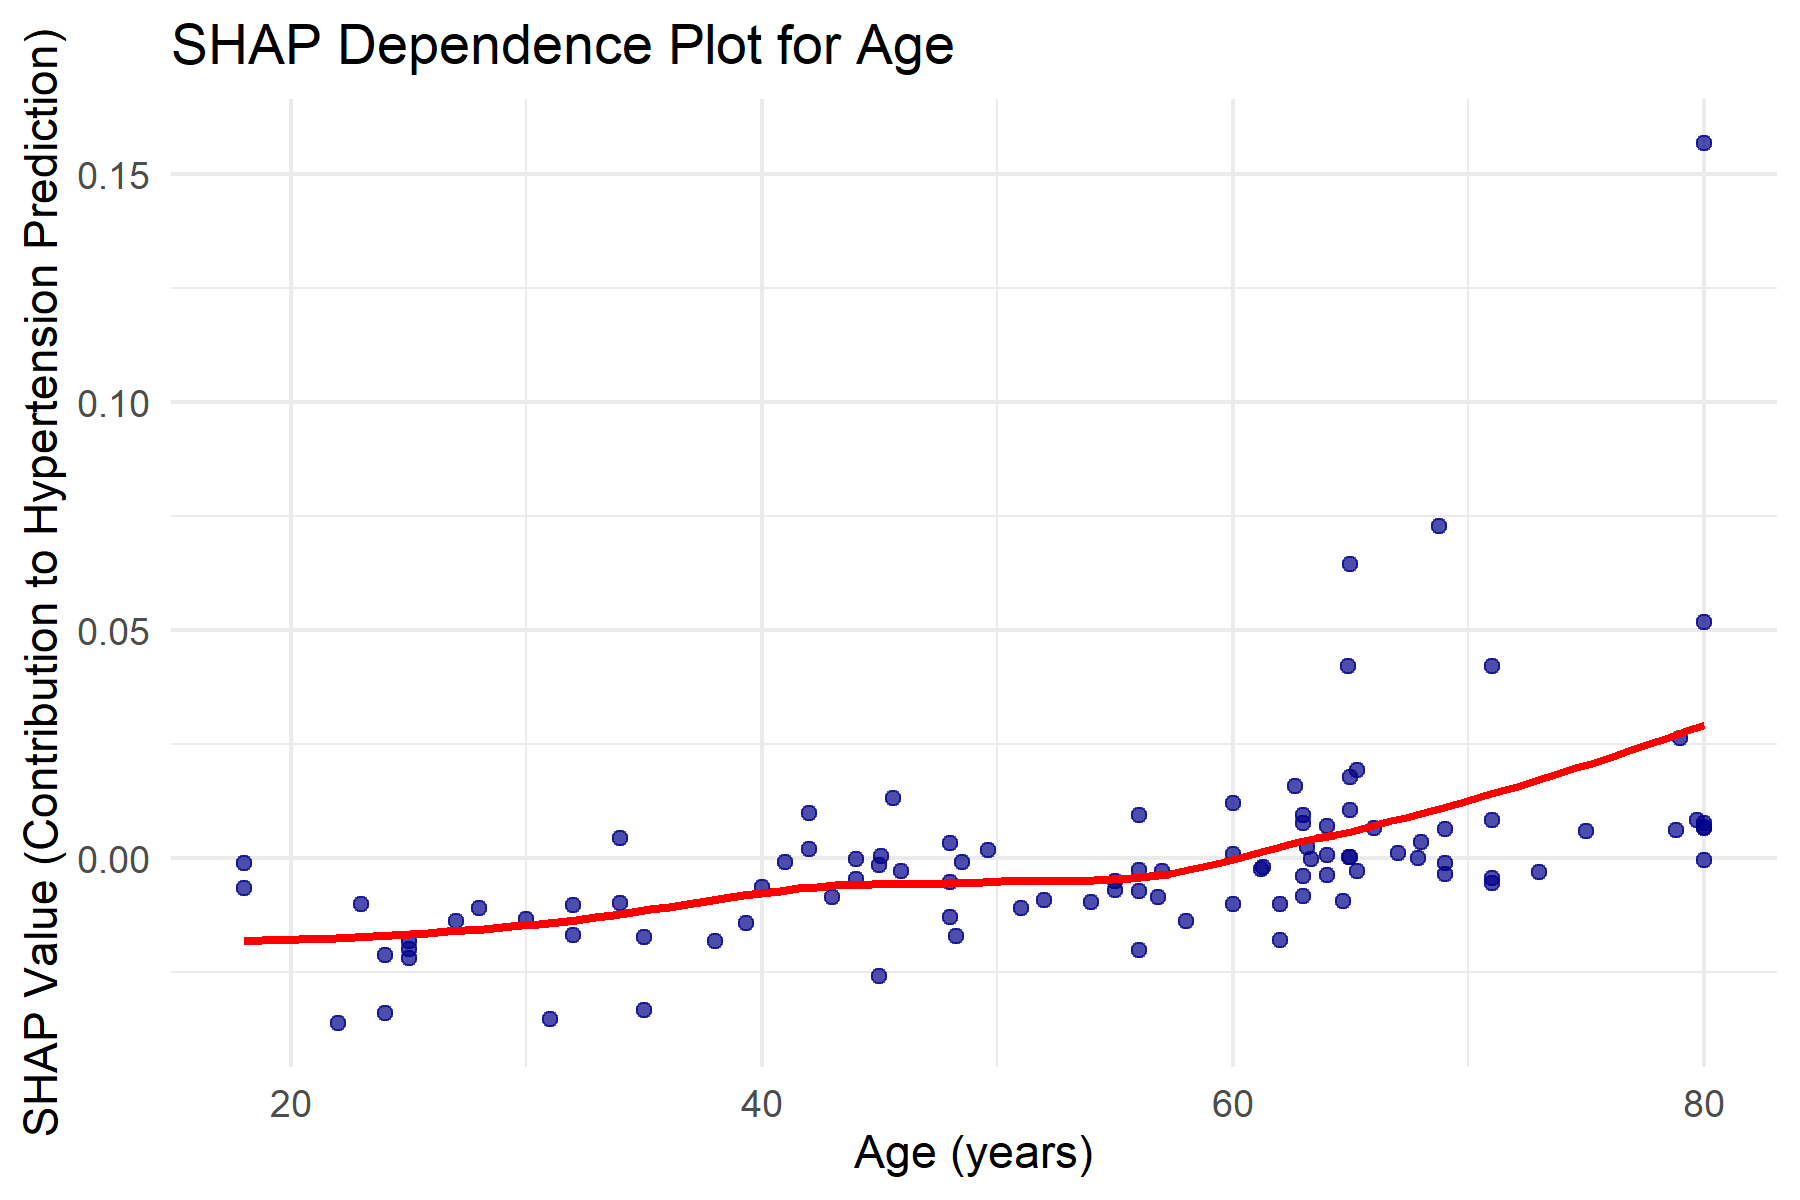 SHAP Dependence Plot for Age
SHAP Value (Contribution to Hypertension Prediction)
0.15
0.10
0.05
0.00
20 40 60 80
Age (years)